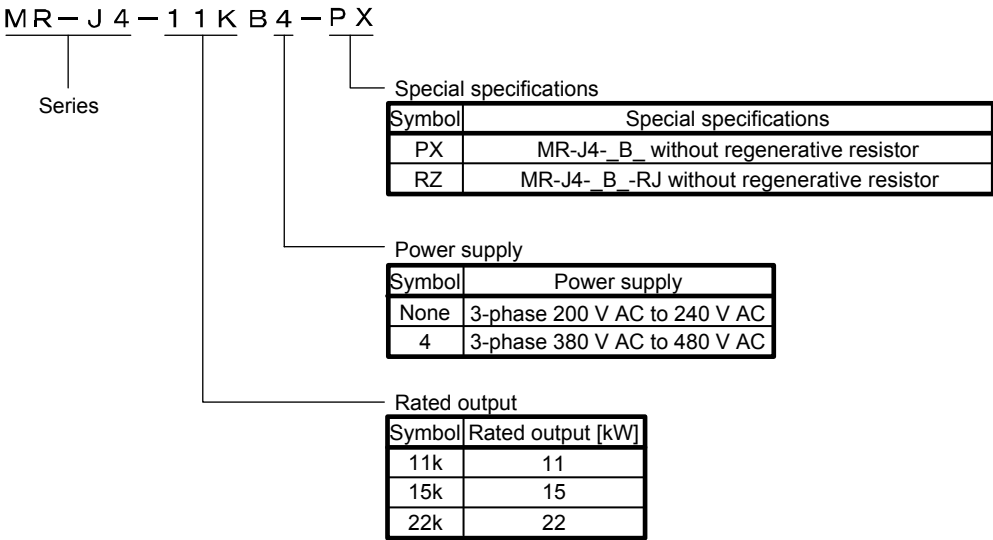 MR-J4-11KB4-PX
Series
Special specifications
Symbol Special specifications
PX MR-J4-_B_ without regenerative resistor
RZ MR-J4-_B_-RJ without regenerative resistor
Power supply
Symbol Power supply
None 3-phase 200 V AC to 240 V AC
4 3-phase 380 V AC to 480 V AC
Rated output
Symbol Rated output [kW]
11k 11
15k 15
22k 22